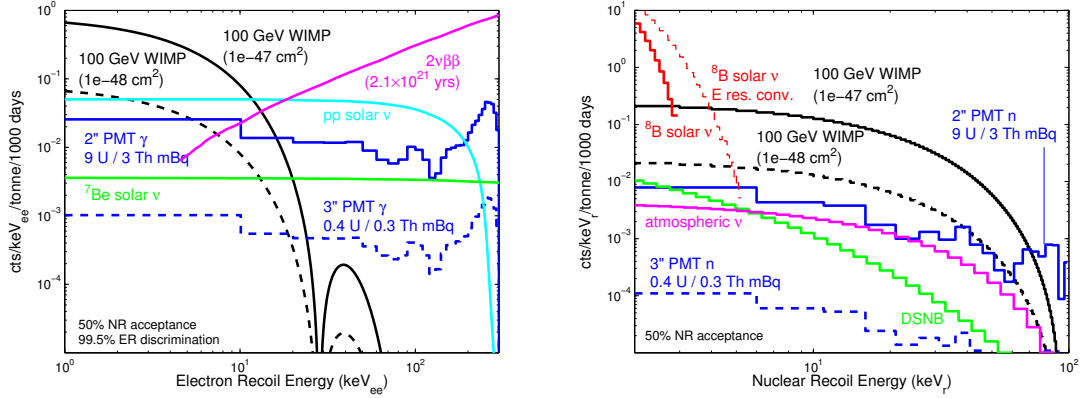 cts/keVee/tonne/1000 days
10⁰
10⁻¹
10⁻²
10⁻³
10⁻⁴
100 GeV WIMP
(1e−47 cm²)
100 GeV WIMP
(1e−48 cm²)
2νββ
(2.1×10²¹ yrs)
pp solar ν
2" PMT γ
9 U / 3 Th mBq
⁷Be solar ν
3" PMT γ
0.4 U / 0.3 Th mBq
50% NR acceptance
99.5% ER discrimination
10⁰ 10¹ 10²
Electron Recoil Energy (keVee)
cts/keVr/tonne/1000 days
10¹
10⁰
10⁻¹
10⁻²
10⁻³
10⁻⁴
⁸B solar ν
E res. conv.
100 GeV WIMP
(1e−47 cm²)
2" PMT n
9 U / 3 Th mBq
⁸B solar ν
100 GeV WIMP
(1e−48 cm²)
atmospheric ν
3" PMT n
0.4 U / 0.3 Th mBq
DSNB
50% NR acceptance
10¹ 10²
Nuclear Recoil Energy (keVr)